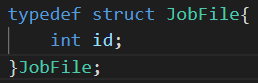 typedef struct JobFile{
    int id;
}JobFile;